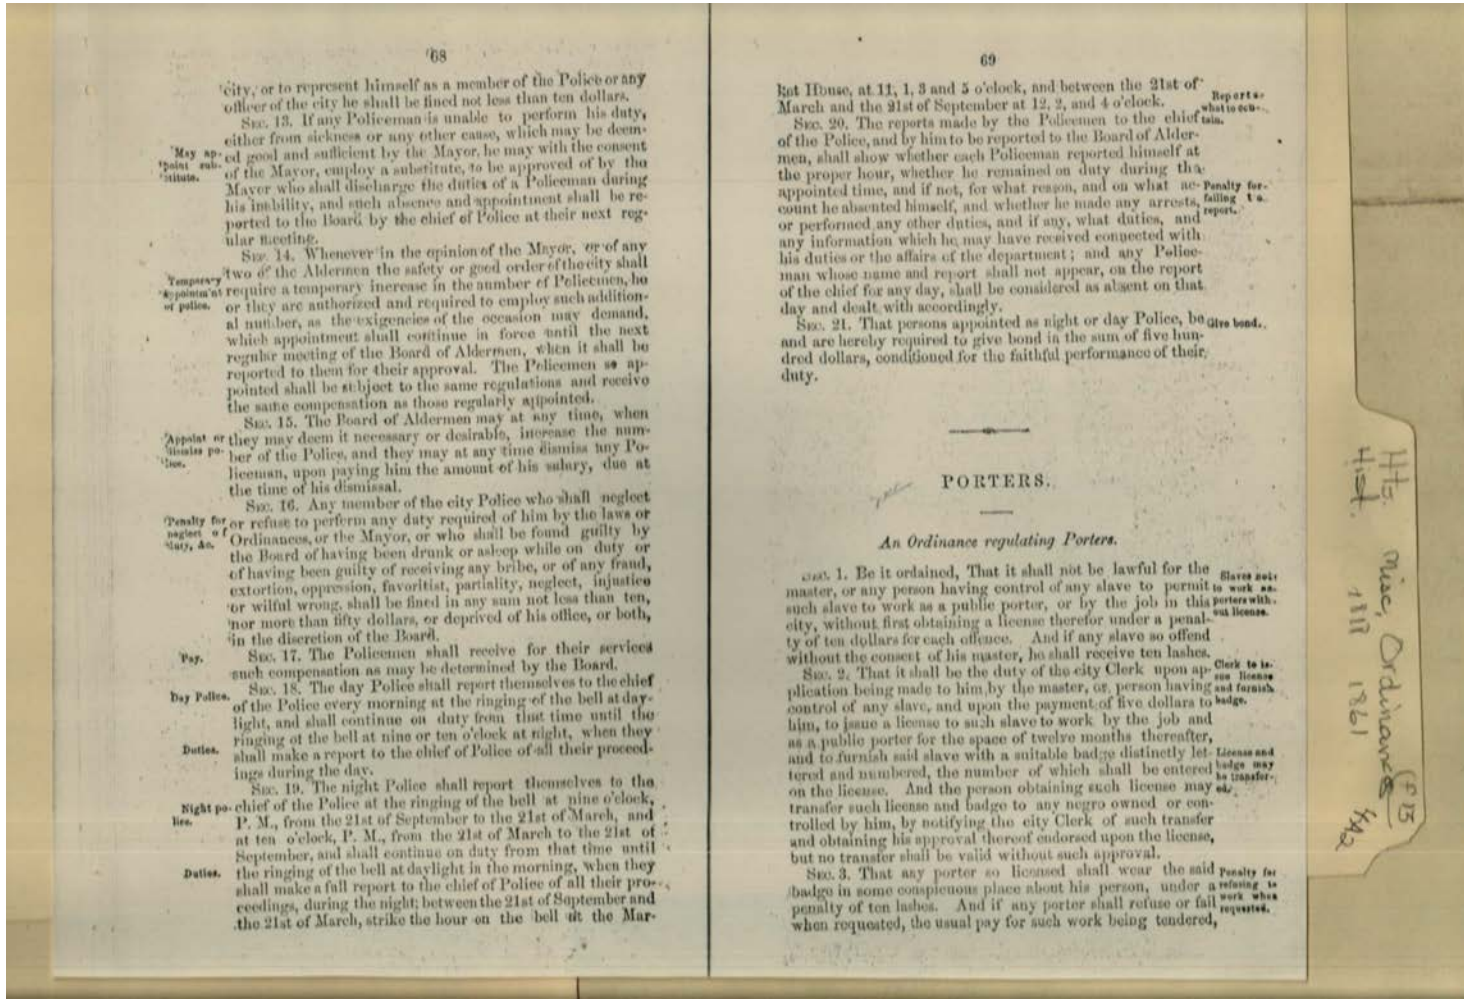 68
city, or to represent himself as a member of the Police or any
officer of the city he shall be fined not less than ten dollars.
SEC. 13. If any Policeman is unable to perform his duty,
either from sickness or any other cause, which may be deem-
May ap-
point sub-
stitute.
ed good and sufficient by the Mayor, he may with the consent
of the Mayor, employ a substitute, to be approved of by the
Mayor who shall discharge the duties of a Policeman during
his inability, and such absence and appointment shall be re-
ported to the Board by the chief of Police at their next reg-
ular meeting.
SEC. 14. Whenever in the opinion of the Mayor, or of any
two of the Aldermen the safety or good order of the city shall
Temporary
appointm'nt
of police.
require a temporary increase in the number of Policemen, he
or they are authorized and required to employ such addition-
al number, as the exigencies of the occasion may demand,
which appointment shall continue in force until the next
regular meeting of the Board of Aldermen, when it shall be
reported to them for their approval. The Policemen so ap-
pointed shall be subject to the same regulations and receive
the same compensation as those regularly appointed.
SEC. 15. The Board of Aldermen may at any time, when
Appoint or
dismiss po-
lice.
they may deem it necessary or desirable, increase the num-
ber of the Police, and they may at any time dismiss any Po-
liceman, upon paying him the amount of his salary, due at
the time of his dismissal.
SEC. 16. Any member of the city Police who shall neglect
Penalty for
neglect of
duty, &c.
or refuse to perform any duty required of him by the laws or
Ordinances, or the Mayor, or who shall be found guilty by
the Board of having been drunk or asleep while on duty or
of having been guilty of receiving any bribe, or of any fraud,
extortion, oppression, favoritist, partiality, neglect, injustice
or wilful wrong, shall be fined in any sum not less than ten,
nor more than fifty dollars, or deprived of his office, or both,
in the discretion of the Board.
Pay.
SEC. 17. The Policemen shall receive for their services
such compensation as may be determined by the Board.
Day Police.
SEC. 18. The day Police shall report themselves to the chief
of the Police every morning at the ringing of the bell at day-
light, and shall continue on duty from that time until the
ringing of the bell at nine or ten o'clock at night, when they
Duties.
shall make a report to the chief of Police of all their proceed-
ings during the day.
SEC. 19. The night Police shall report themselves to the
Night po-
lice.
chief of the Police at the ringing of the bell at nine o'clock,
P. M., from the 21st of September to the 21st of March, and
at ten o'clock, P. M., from the 21st of March to the 21st of
September, and shall continue on duty from that time until
Duties.
the ringing of the bell at daylight in the morning, when they
shall make a full report to the chief of Police of all their pro-
ceedings, during the night; between the 21st of September and
the 21st of March, strike the hour on the bell at the Mar-
69
ket House, at 11, 1, 3 and 5 o'clock, and between the 21st of
March and the 21st of September at 12, 2, and 4 o'clock.
Reports
what to con-
tain.
SEC. 20. The reports made by the Policemen to the chief
of the Police, and by him to be reported to the Board of Alder-
men, shall show whether each Policeman reported himself at
the proper hour, whether he remained on duty during the
appointed time, and if not, for what reason, and on what ac-
Penalty for
failing to
report.
count he absented himself, and whether he made any arrests,
or performed any other duties, and if any, what duties, and
any information which he may have received connected with
his duties or the affairs of the department; and any Police-
man whose name and report shall not appear, on the report
of the chief for any day, shall be considered as absent on that
day and dealt with accordingly.
SEC. 21. That persons appointed as night or day Police, be
Give bond.
and are hereby required to give bond in the sum of five hun-
dred dollars, conditioned for the faithful performance of their
duty.
PORTERS.
An Ordinance regulating Porters.
SEC. 1. Be it ordained, That it shall not be lawful for the
Slaves not
to work as
porters with-
out license.
master, or any person having control of any slave to permit
such slave to work as a public porter, or by the job in this
city, without first obtaining a license therefor under a penal-
ty of ten dollars for each offence. And if any slave so offend
without the consent of his master, he shall receive ten lashes.
SEC. 2. That it shall be the duty of the city Clerk upon ap-
Clerk to is-
sue license
and furnish
badge.
plication being made to him by the master, or, person having
control of any slave, and upon the payment of five dollars to
him, to issue a license to such slave to work by the job and
as a public porter for the space of twelve months thereafter,
and to furnish said slave with a suitable badge distinctly let-
License and
badge may
be transfer-
ed.
tered and numbered, the number of which shall be entered
on the license. And the person obtaining such license may
transfer such license and badge to any negro owned or con-
trolled by him, by notifying the city Clerk of such transfer
and obtaining his approval thereof endorsed upon the license,
but no transfer shall be valid without such approval.
SEC. 3. That any porter so licensed shall wear the said
Penalty for
refusing to
work when
requested.
badge in some conspicuous place about his person, under a
penalty of ten lashes. And if any porter shall refuse or fail
when requested, the usual pay for such work being tendered,
Hist. Misc. Ordinances
1861